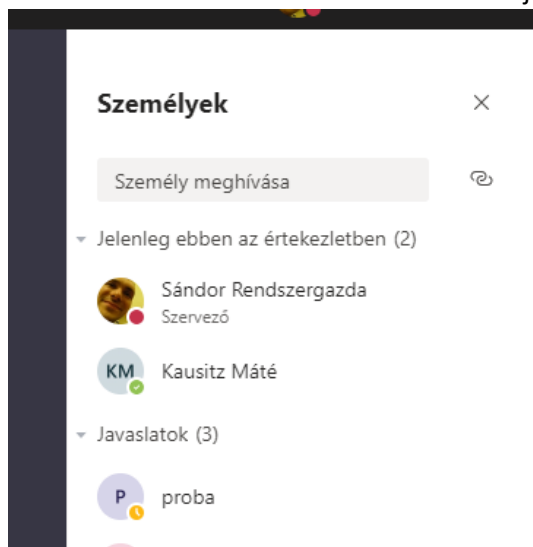 Személyek
Személy meghívása
Jelenleg ebben az értekezletben (2)
Sándor Rendszergazda
Szervező
KM Kausitz Máté
Javaslatok (3)
P proba